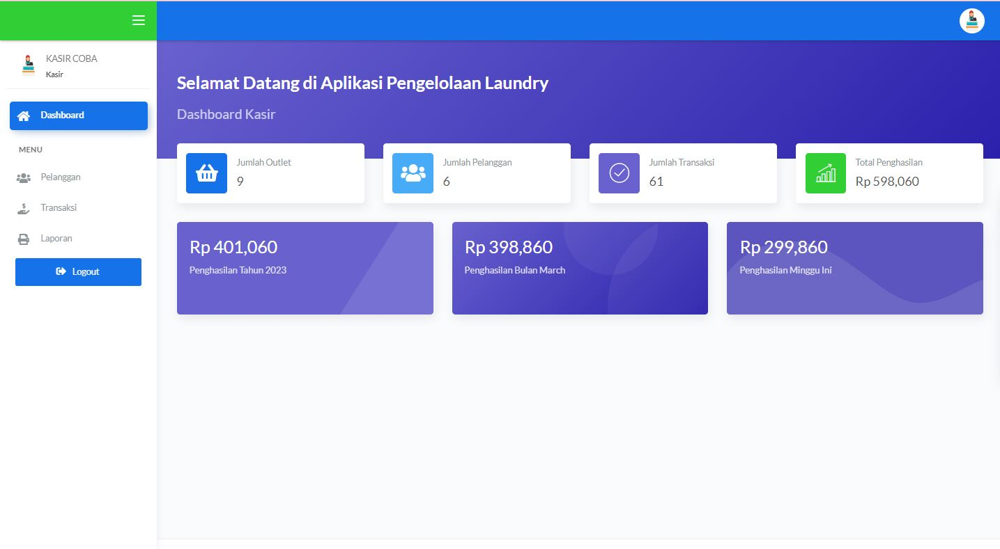 KASIR COBA
Kasir
Dashboard
MENU
Pelanggan
Transaksi
Laporan
Logout
Selamat Datang di Aplikasi Pengelolaan Laundry
Dashboard Kasir
Jumlah Outlet
9
Jumlah Pelanggan
6
Jumlah Transaksi
61
Total Penghasilan
Rp 598,060
Rp 401,060
Penghasilan Tahun 2023
Rp 398,860
Penghasilan Bulan March
Rp 299,860
Penghasilan Minggu Ini